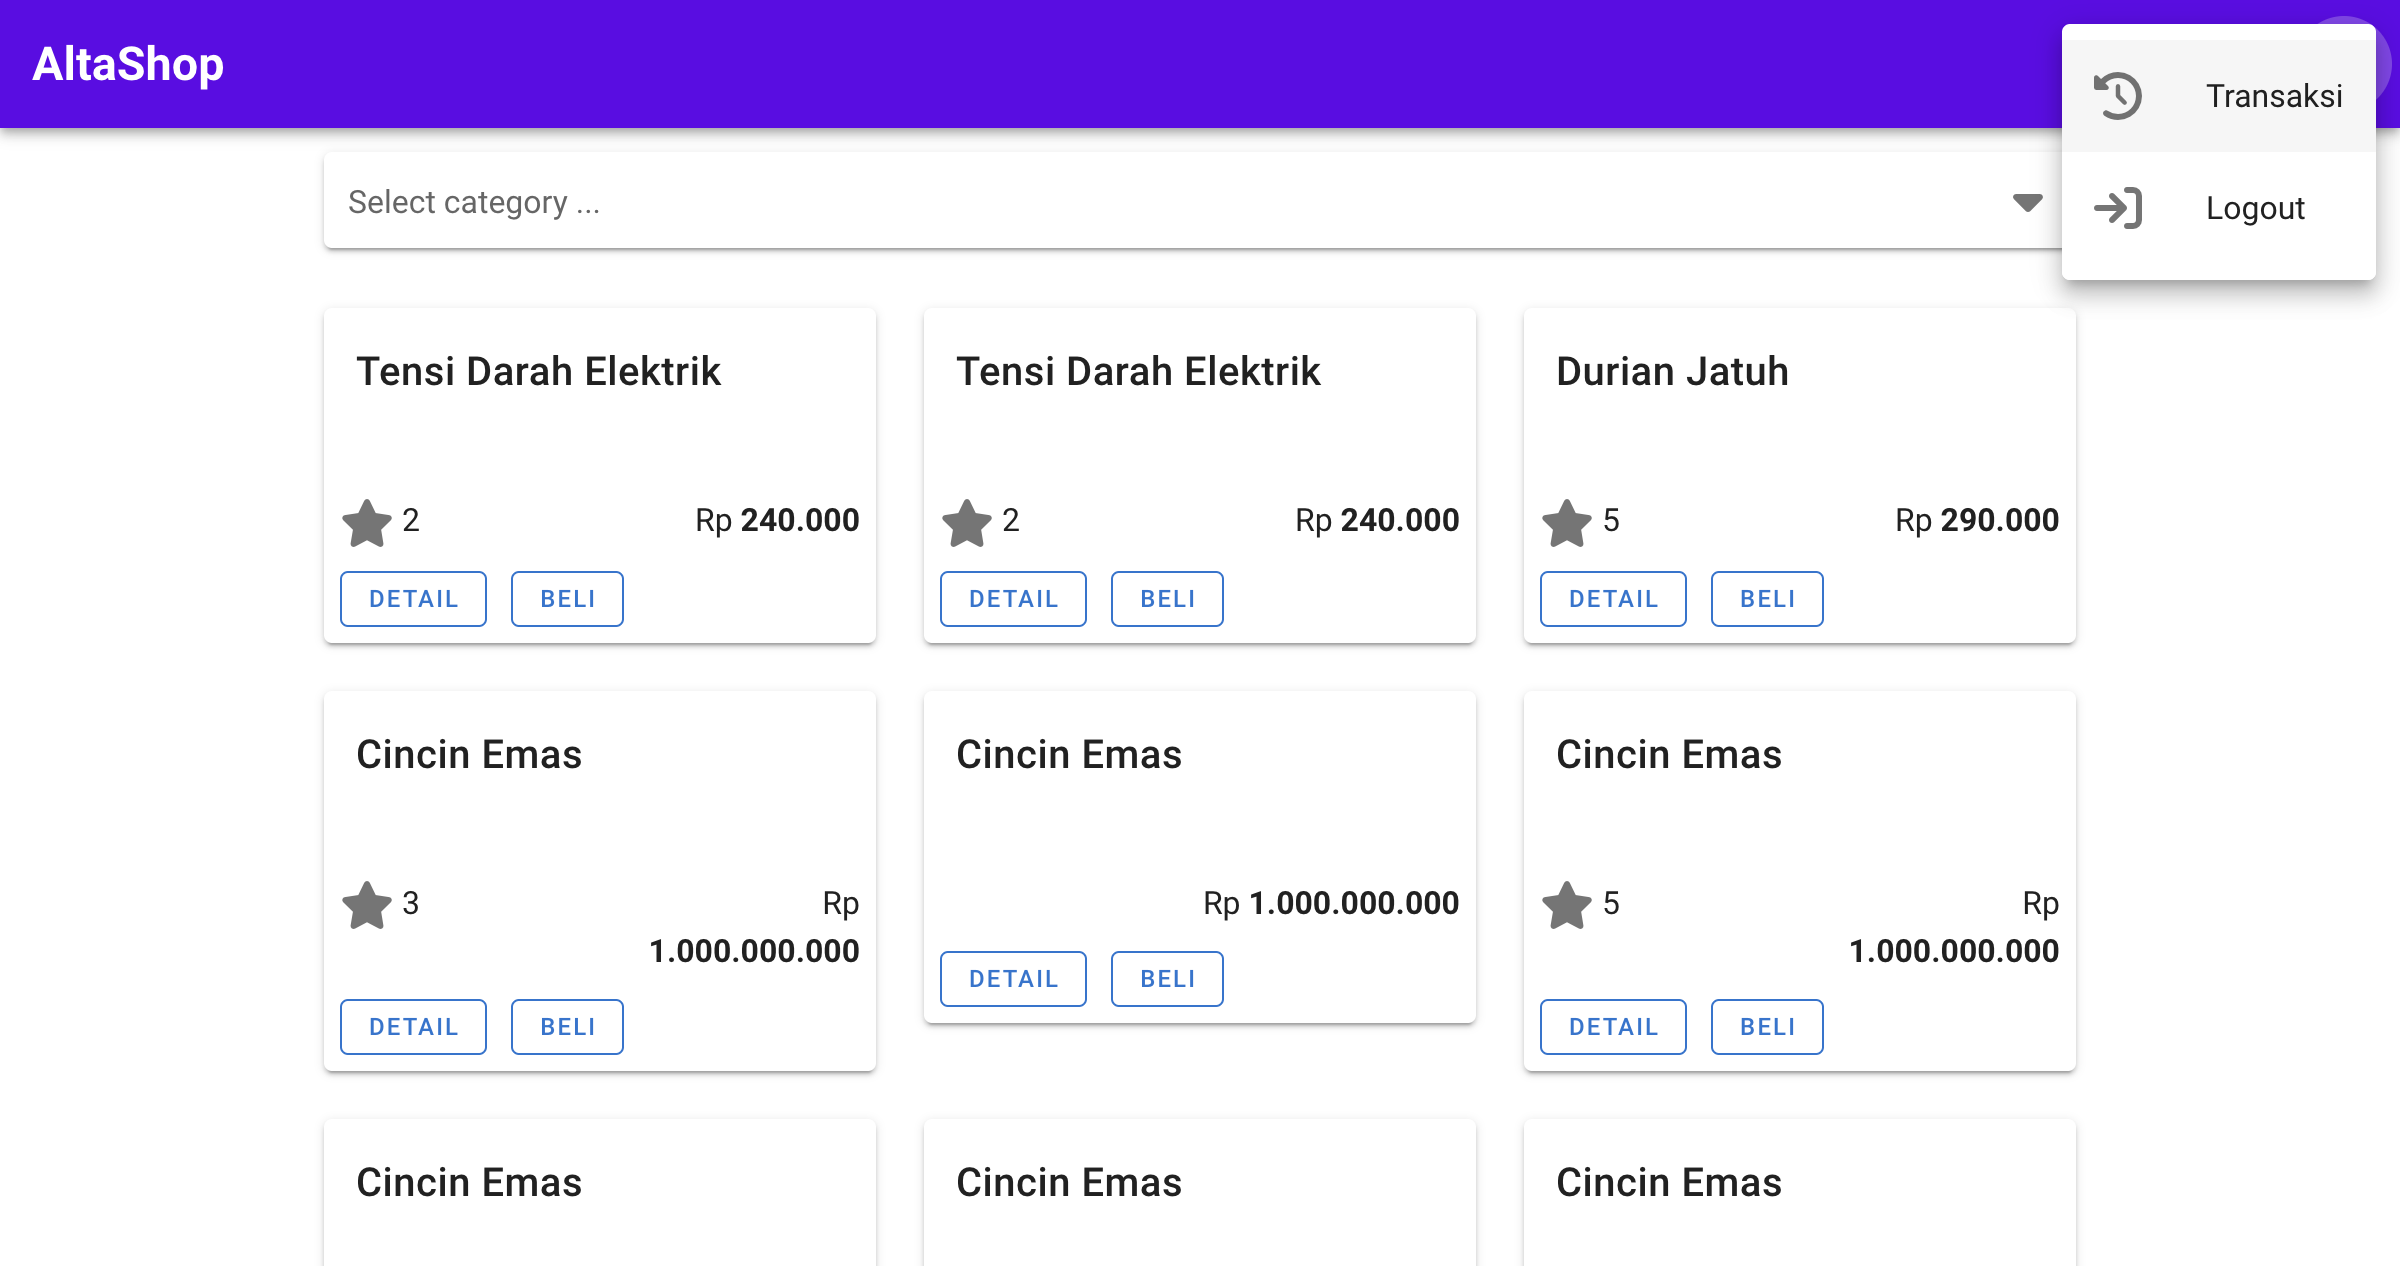 AltaShop
Transaksi
Logout
Select category ...
Tensi Darah Elektrik
2
Rp 240.000
DETAIL
BELI
Tensi Darah Elektrik
2
Rp 240.000
DETAIL
BELI
Durian Jatuh
5
Rp 290.000
DETAIL
BELI
Cincin Emas
3
Rp
1.000.000.000
DETAIL
BELI
Cincin Emas
Rp 1.000.000.000
DETAIL
BELI
Cincin Emas
5
Rp
1.000.000.000
DETAIL
BELI
Cincin Emas
Cincin Emas
Cincin Emas